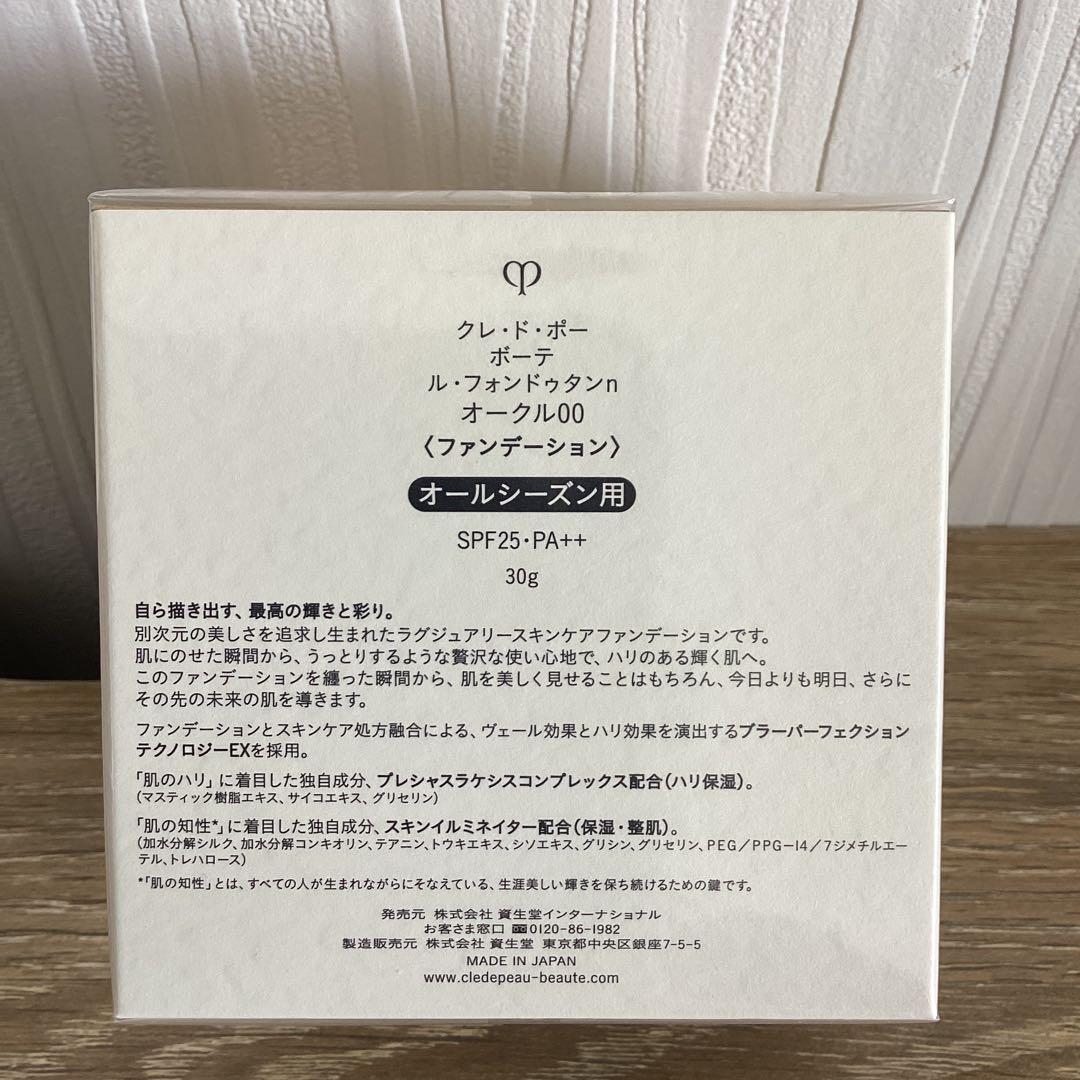 クレ・ド・ポー
ボーテ
ル・フォンドゥタンn
オークル00
〈ファンデーション〉
オールシーズン用
SPF25・PA++
30g
自ら描き出す、最高の輝きと彩り。
別次元の美しさを追求し生まれたラグジュアリースキンケアファンデーションです。
肌にのせた瞬間から、うっとりするような贅沢な使い心地で、ハリのある輝く肌へ。
このファンデーションを纏った瞬間から、肌を美しく見せることはもちろん、今日よりも明日、さらに
その先の未来の肌を導きます。
ファンデーションとスキンケア処方融合による、ヴェール効果とハリ効果を演出するブラーパーフェクション
テクノロジーEXを採用。
「肌のハリ」に着目した独自成分、プレシャスラケシスコンプレックス配合(ハリ保湿)。
(マスティック樹脂エキス、サイコエキス、グリセリン)
「肌の知性*」に着目した独自成分、スキンイルミネイター配合(保湿・整肌)。
(加水分解シルク、加水分解コンキオリン、テアニン、トウキエキス、シソエキス、グリシン、グリセリン、PEG/PPG-14/7ジメチルエー
テル、トレハロース)
*「肌の知性」とは、すべての人が生まれながらにそなえている、生涯美しい輝きを保ち続けるための鍵です。
発売元 株式会社 資生堂インターナショナル
お客さま窓口 0120-86-1982
製造販売元 株式会社 資生堂 東京都中央区銀座7-5-5
MADE IN JAPAN
www.cledepeau-beaute.com